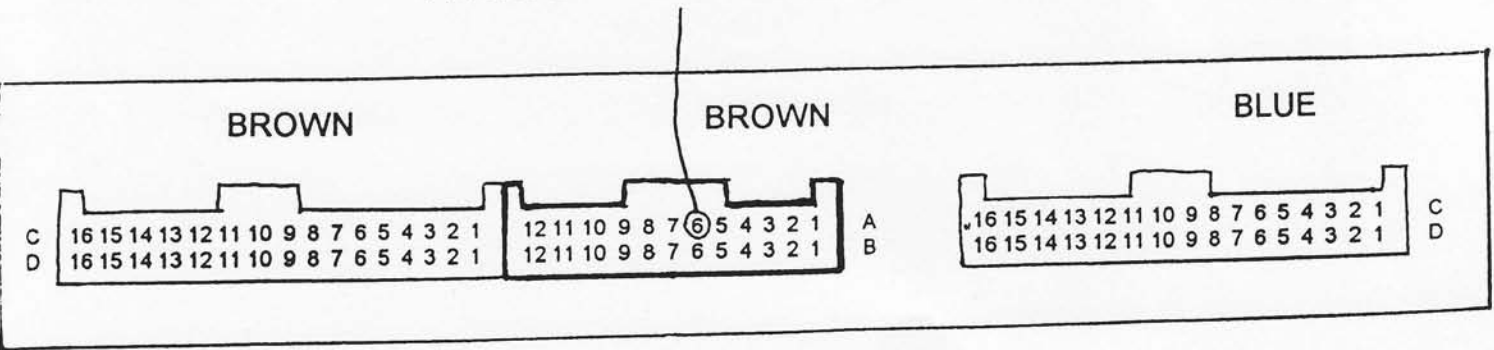 BROWN BROWN BLUE
C 16 15 14 13 12 11 10 9 8 7 6 5 4 3 2 1 12 11 10 9 8 7 6 5 4 3 2 1 A 16 15 14 13 12 11 10 9 8 7 6 5 4 3 2 1 C
D 16 15 14 13 12 11 10 9 8 7 6 5 4 3 2 1 12 11 10 9 8 7 6 5 4 3 2 1 B 16 15 14 13 12 11 10 9 8 7 6 5 4 3 2 1 D